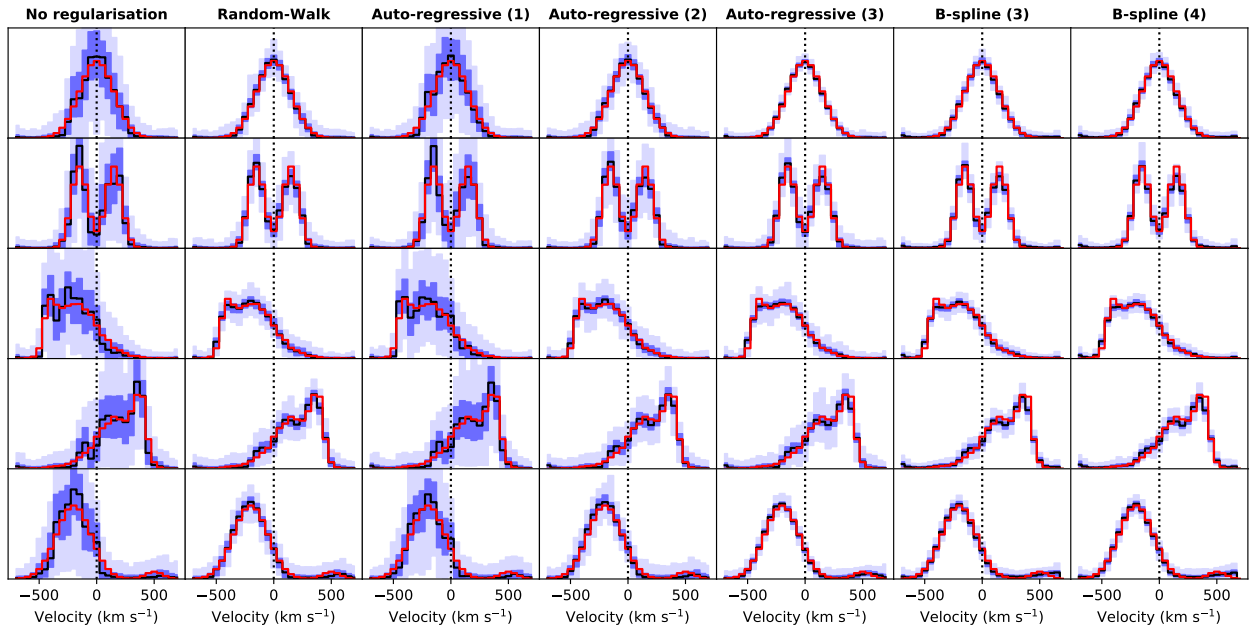 No regularisation Random-Walk Auto-regressive (1) Auto-regressive (2) Auto-regressive (3) B-spline (3) B-spline (4)
−500 0 500 −500 0 500 −500 0 500 −500 0 500 −500 0 500 −500 0 500 −500 0 500
Velocity (km s⁻¹) Velocity (km s⁻¹) Velocity (km s⁻¹) Velocity (km s⁻¹) Velocity (km s⁻¹) Velocity (km s⁻¹) Velocity (km s⁻¹)